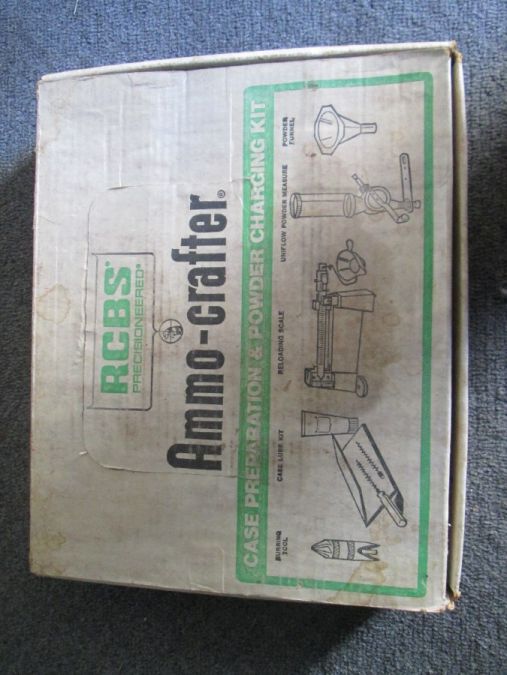 RCBS®
PRECISIONEERED®
Ammo-crafter®
CASE PREPARATION & POWDER CHARGING KIT
BURRING
TOOL
CASE LUBE KIT
RELOADING SCALE
UNIFLOW POWDER MEASURE
POWDER
FUNNEL